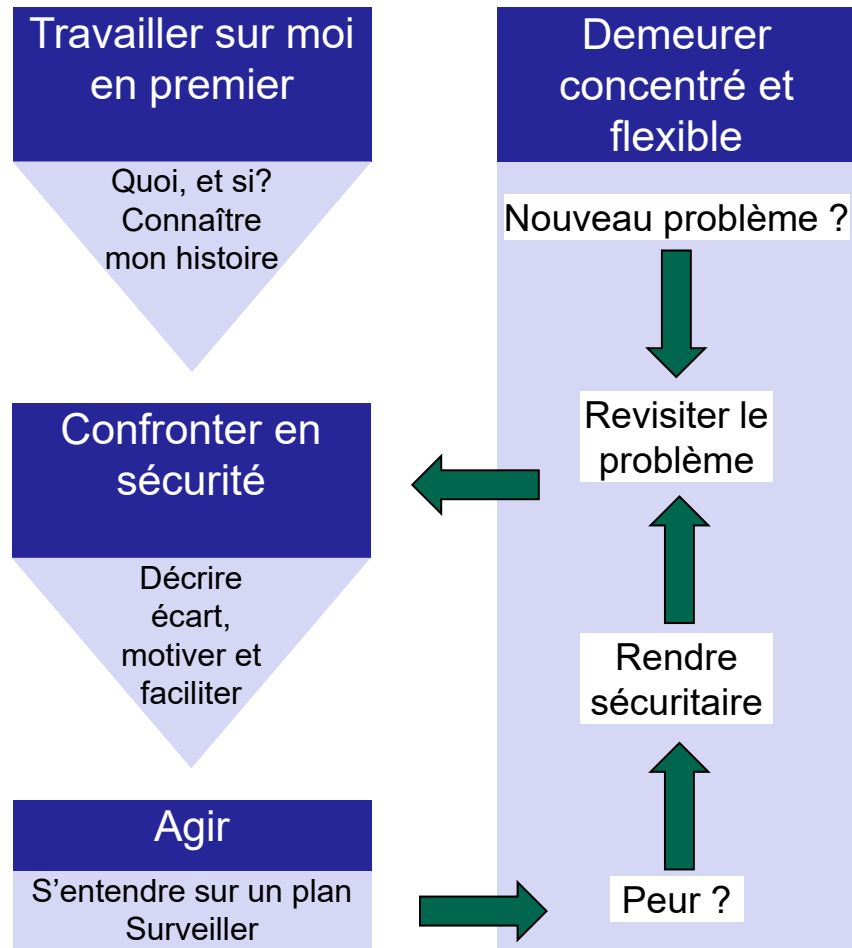 Travailler sur moi
en premier
Quoi, et si?
Connaître
mon histoire
Confronter en
sécurité
Décrire
écart,
motiver et
faciliter
Agir
S’entendre sur un plan
Surveiller
Demeurer
concentré et
flexible
Nouveau problème ?
Revisiter le
problème
Rendre
sécuritaire
Peur ?